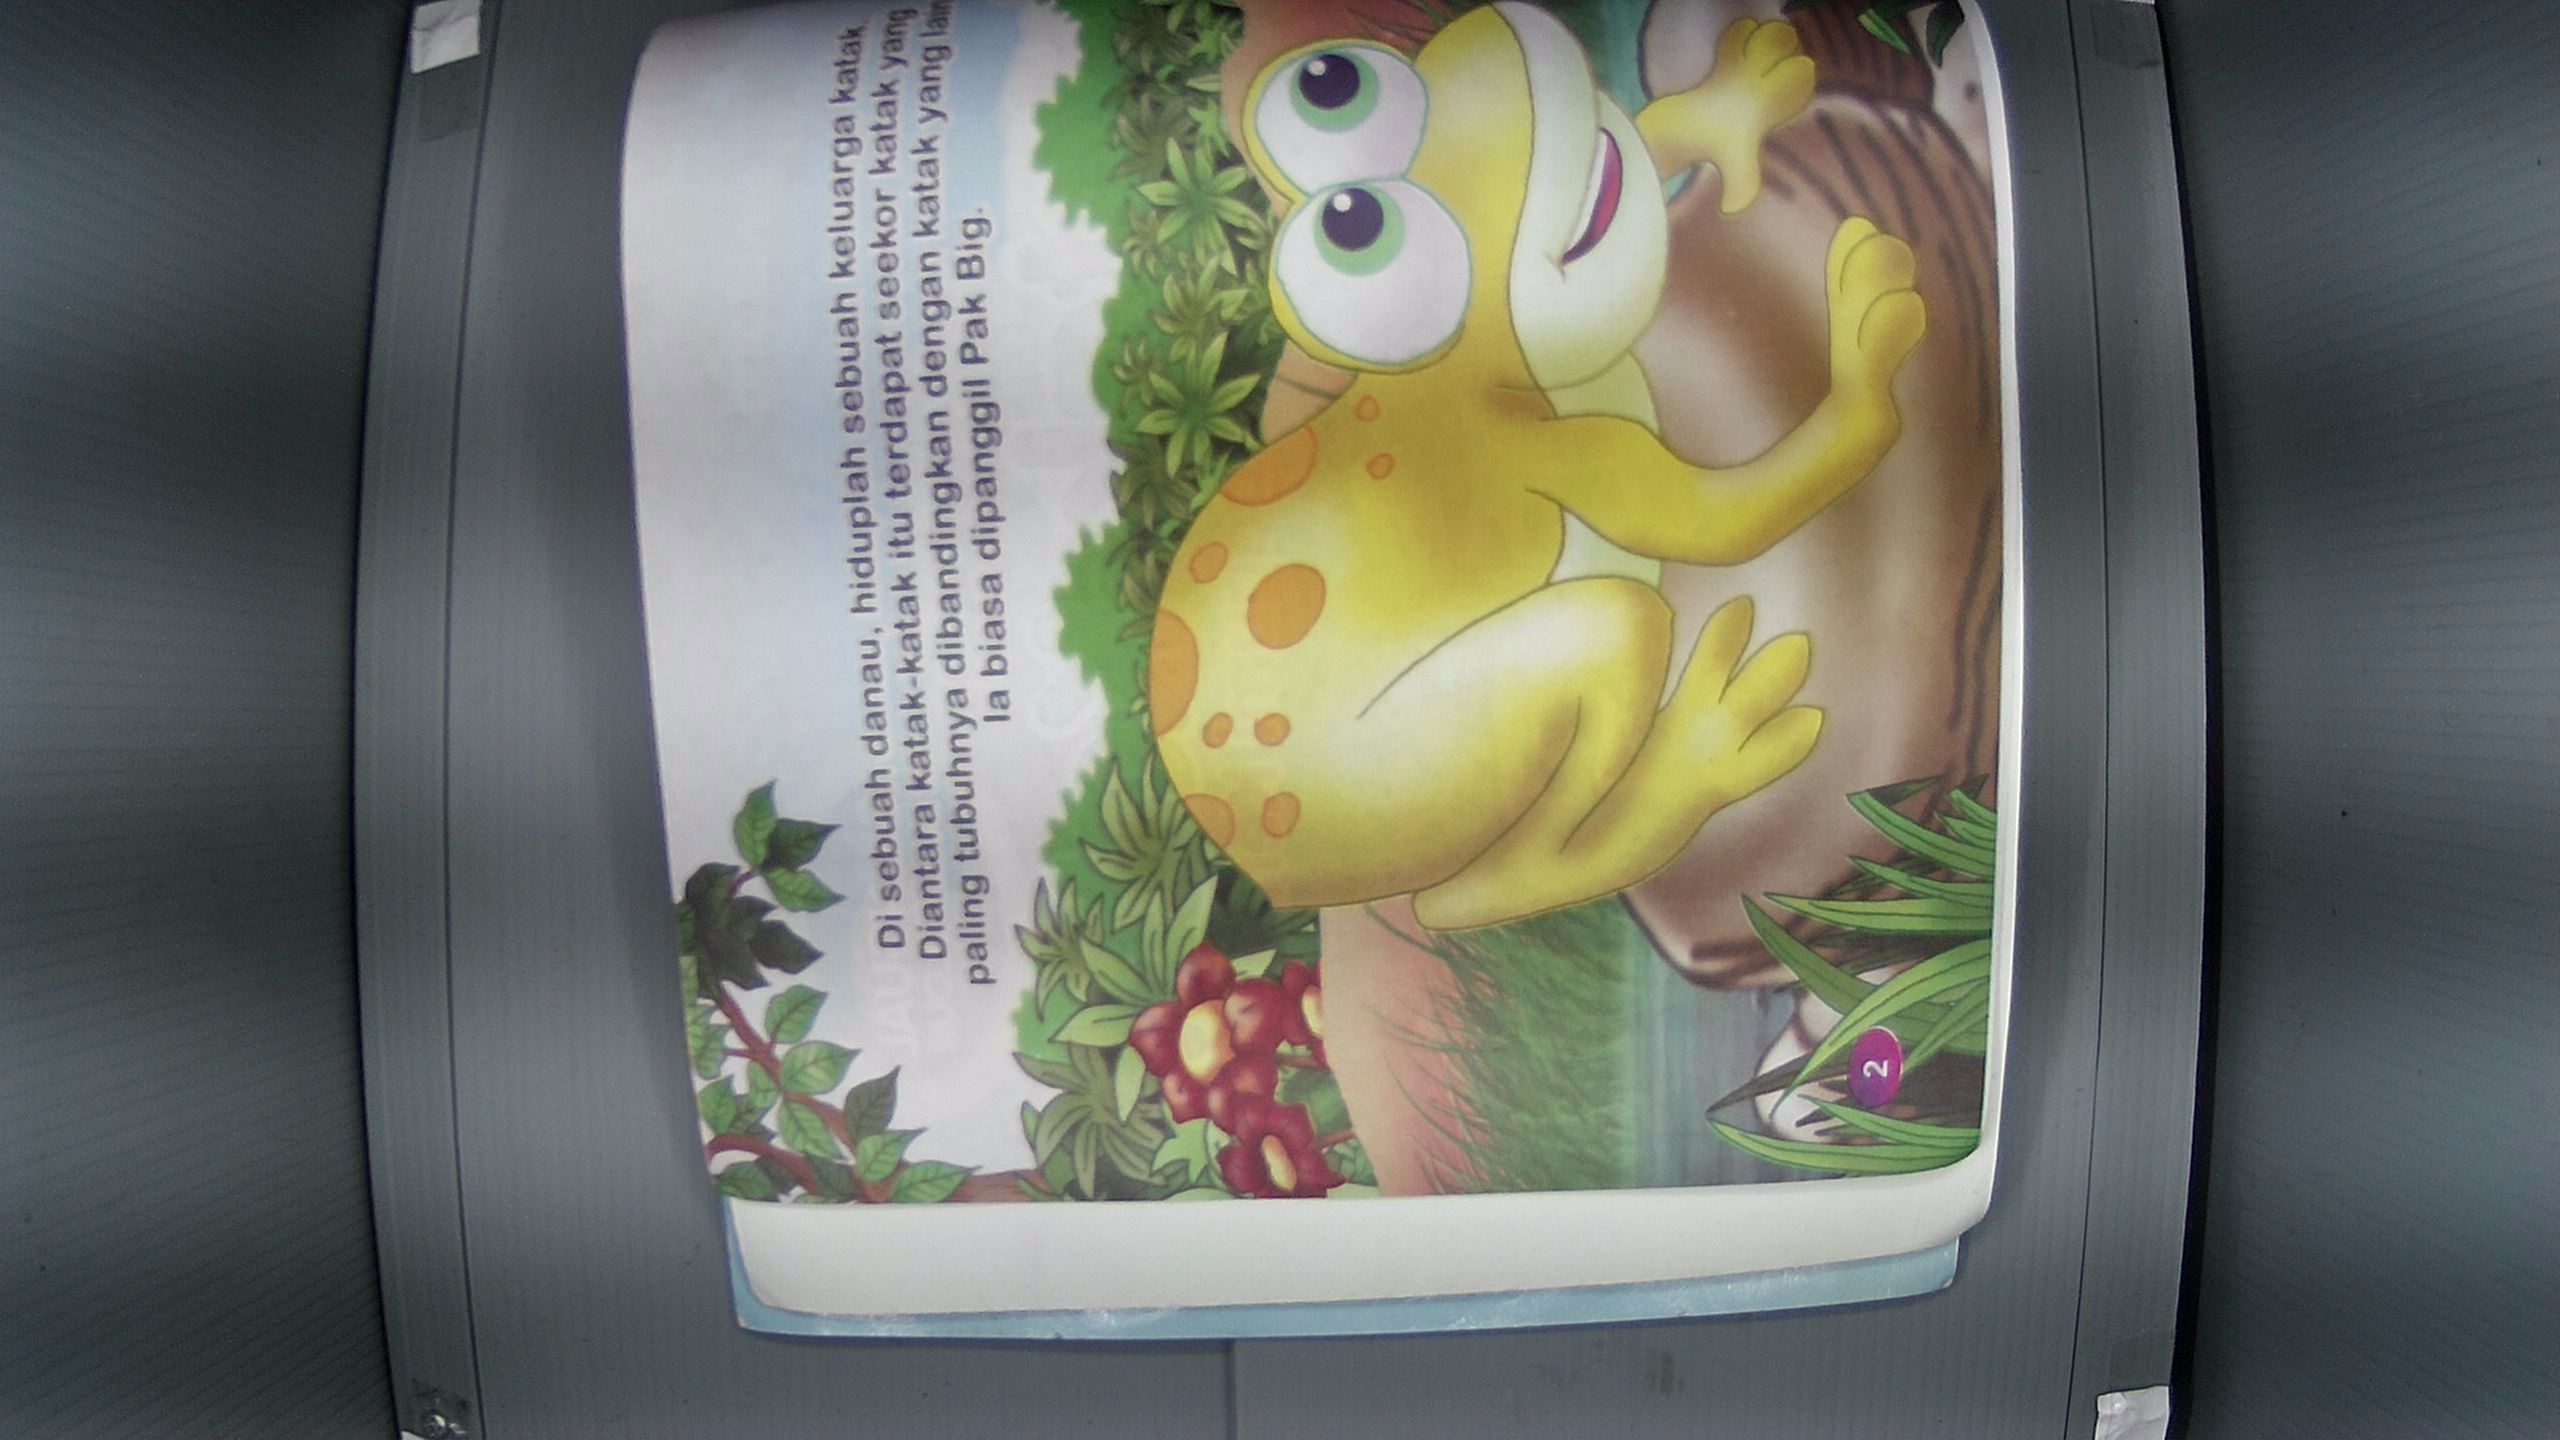 Di sebuah danau, hiduplah sebuah keluarga katak.
Diantara katak-katak itu terdapat seekor katak yang
paling tubuhnya dibandingkan dengan katak yang lain
Ia biasa dipanggil Pak Big.
2